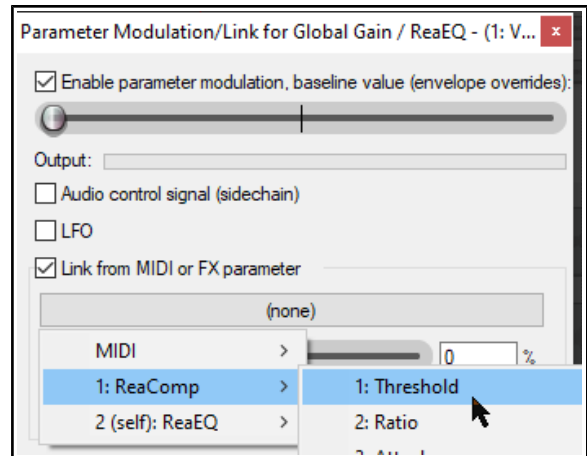 Parameter Modulation/Link for Global Gain / ReaEQ - (1: V... x
Enable parameter modulation, baseline value (envelope overrides):
Output:
Audio control signal (sidechain)
LFO
Link from MIDI or FX parameter
(none)
MIDI >
0 %
1: ReaComp >
1: Threshold
2 (self): ReaEQ >
2: Ratio